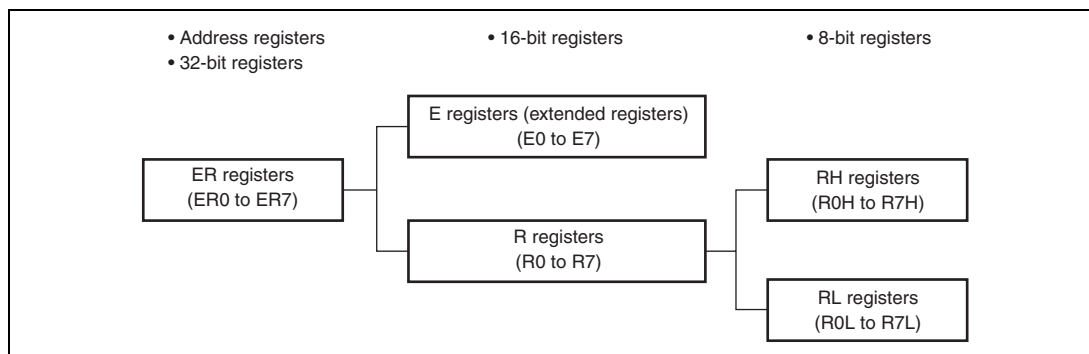 • Address registers
• 32-bit registers
• 16-bit registers
• 8-bit registers
E registers (extended registers)
(E0 to E7)
ER registers
(ER0 to ER7)
RH registers
(R0H to R7H)
R registers
(R0 to R7)
RL registers
(R0L to R7L)